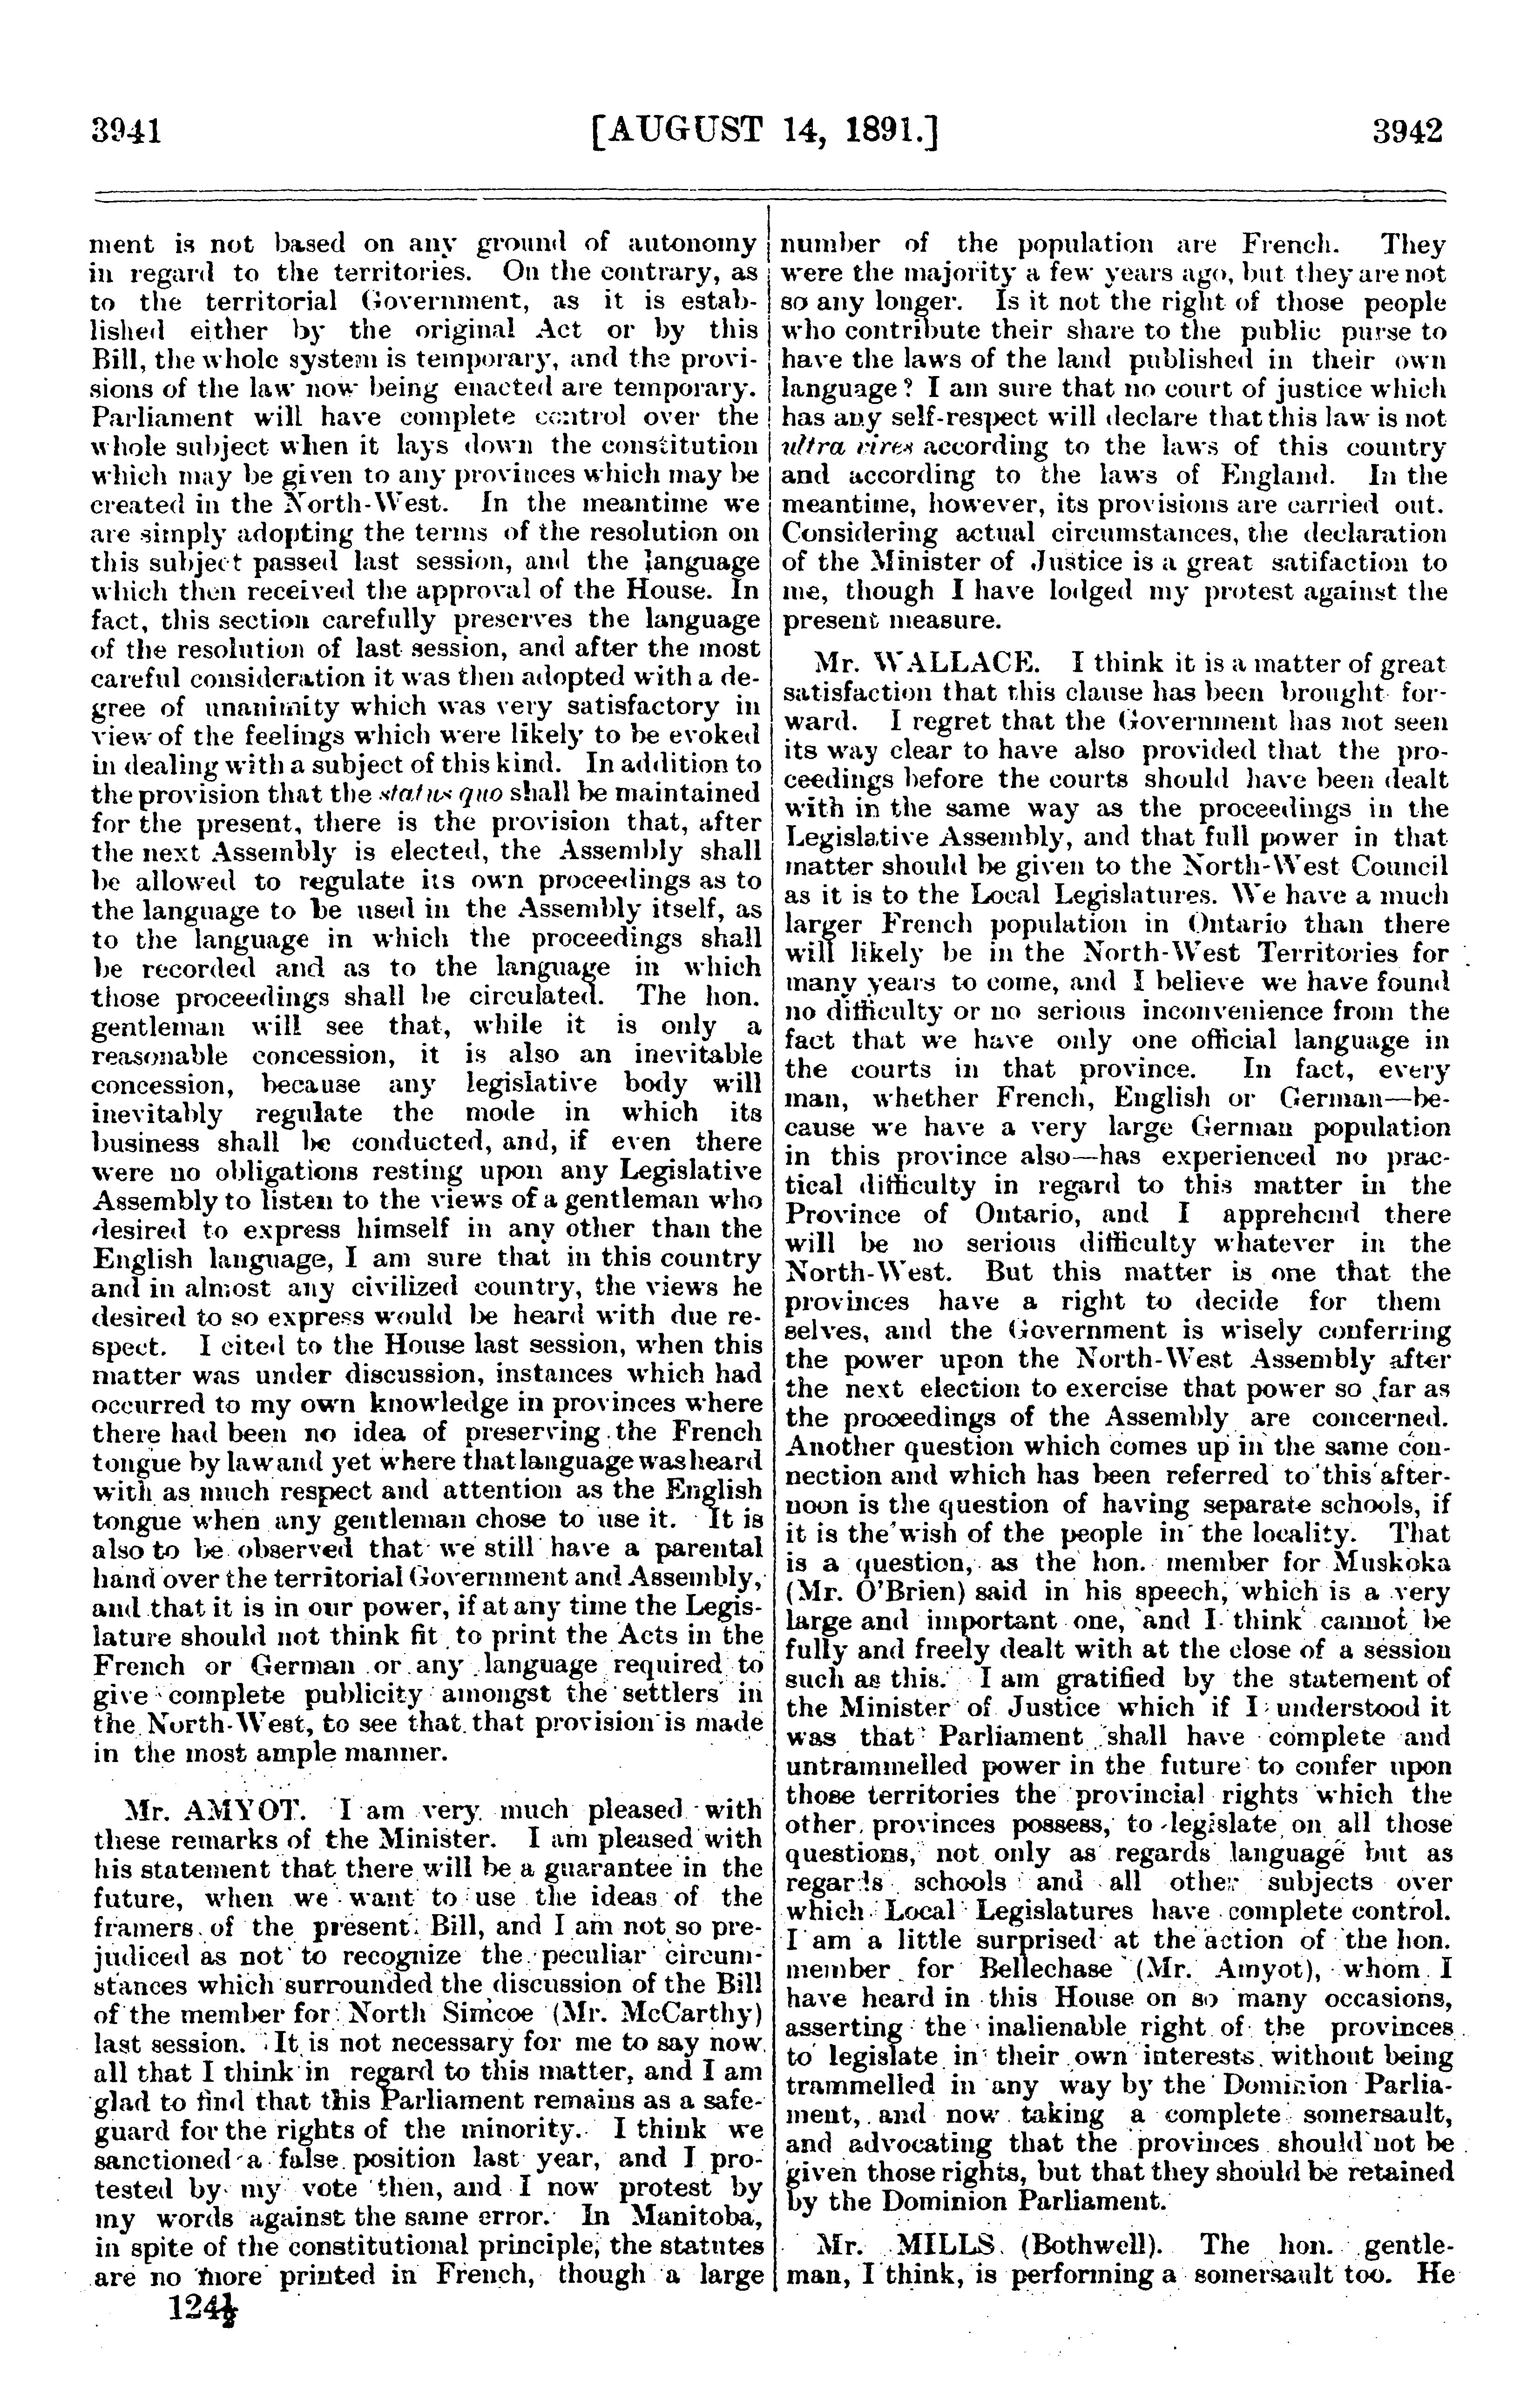 3941 [AUGUST 14, 1891.] 3942
ment is not based on any ground of autonomy
in regard to the territories. On the contrary, as
to the territorial Government, as it is estab-
lished either by the original Act or by this
Bill, the whole system is temporary, and the provi-
sions of the law now being enacted are temporary.
Parliament will have complete control over the
whole subject when it lays down the constitution
which may be given to any provinces which may be
created in the North-West. In the meantime we
are simply adopting the terms of the resolution on
this subject passed last session, and the language
which then received the approval of the House. In
fact, this section carefully preserves the language
of the resolution of last session, and after the most
careful consideration it was then adopted with a de-
gree of unanimity which was very satisfactory in
view of the feelings which were likely to be evoked
in dealing with a subject of this kind. In addition to
the provision that the status quo shall be maintained
for the present, there is the provision that, after
the next Assembly is elected, the Assembly shall
be allowed to regulate its own proceedings as to
the language to be used in the Assembly itself, as
to the language in which the proceedings shall
be recorded and as to the language in which
those proceedings shall be circulated. The hon.
gentleman will see that, while it is only a
reasonable concession, it is also an inevitable
concession, because any legislative body will
inevitably regulate the mode in which its
business shall be conducted, and, if even there
were no obligations resting upon any Legislative
Assembly to listen to the views of a gentleman who
desired to express himself in any other than the
English language, I am sure that in this country
and in almost any civilized country, the views he
desired to so express would be heard with due re-
spect. I cited to the House last session, when this
matter was under discussion, instances which had
occurred to my own knowledge in provinces where
there had been no idea of preserving the French
tongue by law and yet where that language was heard
with as much respect and attention as the English
tongue when any gentleman chose to use it. It is
also to be observed that we still have a parental
hand over the territorial Government and Assembly,
and that it is in our power, if at any time the Legis-
lature should not think fit to print the Acts in the
French or German or any language required to
give complete publicity amongst the settlers in
the North-West, to see that that provision is made
in the most ample manner.
Mr. AMYOT. I am very much pleased with
these remarks of the Minister. I am pleased with
his statement that there will be a guarantee in the
future, when we want to use the ideas of the
framers of the present Bill, and I am not so pre-
judiced as not to recognize the peculiar circum-
stances which surrounded the discussion of the Bill
of the member for North Simcoe (Mr. McCarthy)
last session. It is not necessary for me to say now
all that I think in regard to this matter, and I am
glad to find that this Parliament remains as a safe-
guard for the rights of the minority. I think we
sanctioned a false position last year, and I pro-
tested by my vote then, and I now protest by
my words against the same error. In Manitoba,
in spite of the constitutional principle, the statutes
are no more printed in French, though a large
124½
number of the population are French. They
were the majority a few years ago, but they are not
so any longer. Is it not the right of those people
who contribute their share to the public purse to
have the laws of the land published in their own
language? I am sure that no court of justice which
has any self-respect will declare that this law is not
ultra vires according to the laws of this country
and according to the laws of England. In the
meantime, however, its provisions are carried out.
Considering actual circumstances, the declaration
of the Minister of Justice is a great satifaction to
me, though I have lodged my protest against the
present measure.
Mr. WALLACE. I think it is a matter of great
satisfaction that this clause has been brought for-
ward. I regret that the Government has not seen
its way clear to have also provided that the pro-
ceedings before the courts should have been dealt
with in the same way as the proceedings in the
Legislative Assembly, and that full power in that
matter should be given to the North-West Council
as it is to the Local Legislatures. We have a much
larger French population in Ontario than there
will likely be in the North-West Territories for
many years to come, and I believe we have found
no difficulty or no serious inconvenience from the
fact that we have only one official language in
the courts in that province. In fact, every
man, whether French, English or German—be-
cause we have a very large German population
in this province also—has experienced no prac-
tical difficulty in regard to this matter in the
Province of Ontario, and I apprehend there
will be no serious difficulty whatever in the
North-West. But this matter is one that the
provinces have a right to decide for them
selves, and the Government is wisely conferring
the power upon the North-West Assembly after
the next election to exercise that power so far as
the proceedings of the Assembly are concerned.
Another question which comes up in the same con-
nection and which has been referred to this after-
noon is the question of having separate schools, if
it is the wish of the people in the locality. That
is a question, as the hon. member for Muskoka
(Mr. O'Brien) said in his speech, which is a very
large and important one, and I think cannot be
fully and freely dealt with at the close of a session
such as this. I am gratified by the statement of
the Minister of Justice which if I understood it
was that Parliament shall have complete and
untrammelled power in the future to confer upon
those territories the provincial rights which the
other provinces possess, to legislate on all those
questions, not only as regards language but as
regards schools and all other subjects over
which Local Legislatures have complete control.
I am a little surprised at the action of the hon.
member for Bellechase (Mr. Amyot), whom I
have heard in this House on so many occasions,
asserting the inalienable right of the provinces
to legislate in their own interests without being
trammelled in any way by the Dominion Parlia-
ment, and now taking a complete somersault,
and advocating that the provinces should not be
given those rights, but that they should be retained
by the Dominion Parliament.
Mr. MILLS (Bothwell). The hon. gentle-
man, I think, is performing a somersault too. He